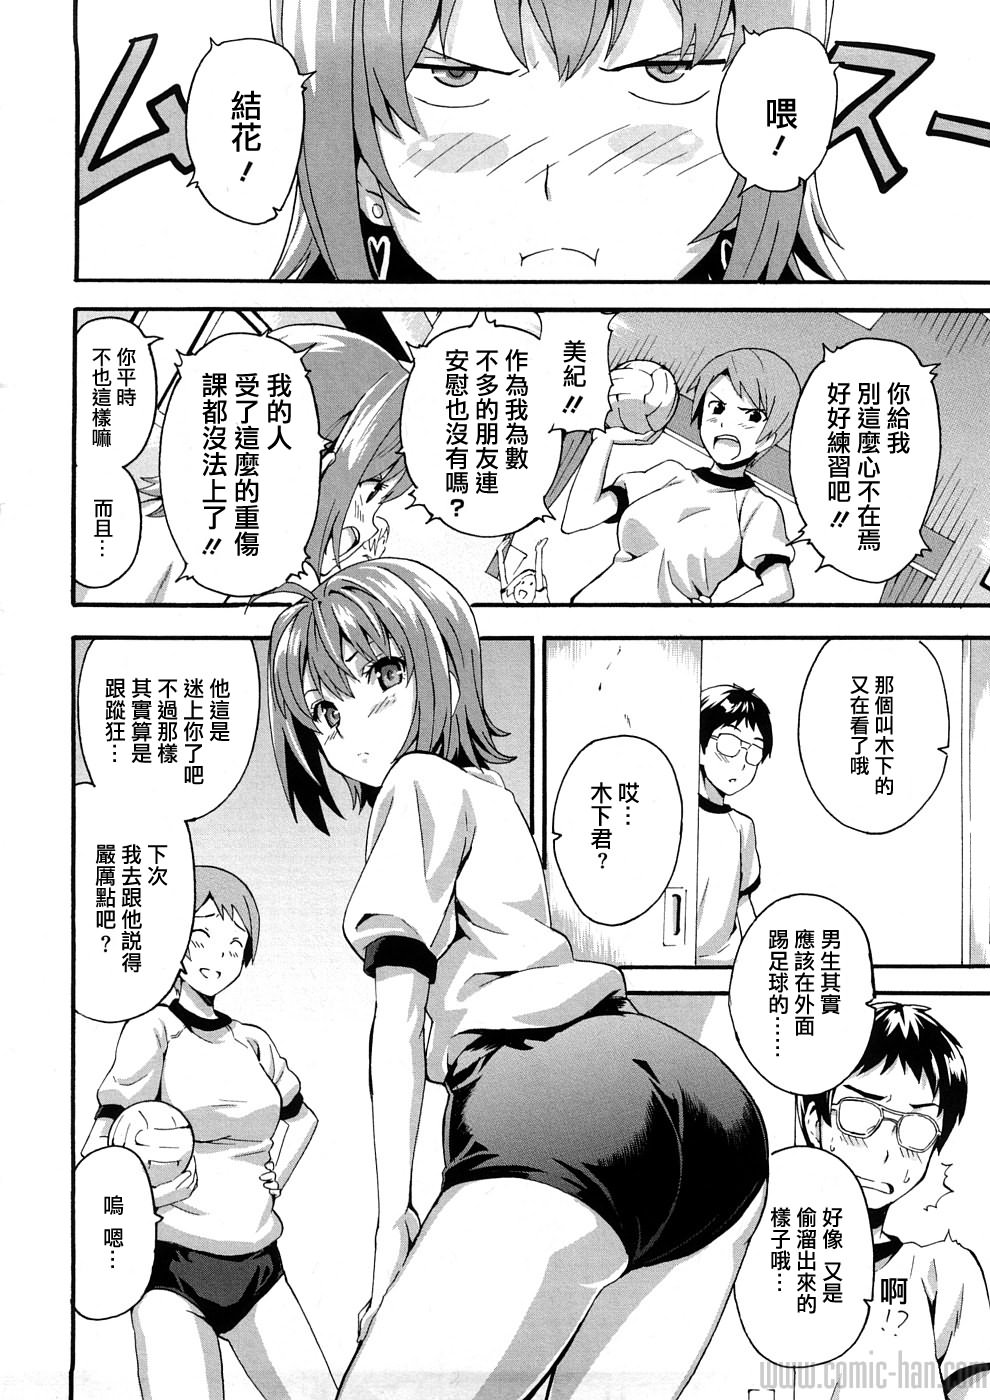 ムスー
喂！
結花！
你給我
別這麼心不在焉
好好練習吧!!
美紀!!
作為我為數
不多的朋友連
安慰也沒有嗎？
我的人
受了這麼的重傷
課都沒法上了!!
你平時
不也這樣嘛
而且…
那個叫木下的
又在看了哦
哎…
木下君？
他這是
迷上你了吧
不過那樣
其實算是
跟蹤狂…
下次
我去跟他說得
嚴厲點吧？
嗚 嗯…
男生其實
應該在外面
踢足球的……
好像 又是
偷溜出來的
樣子哦…
啊
!?
www.comic-han.com